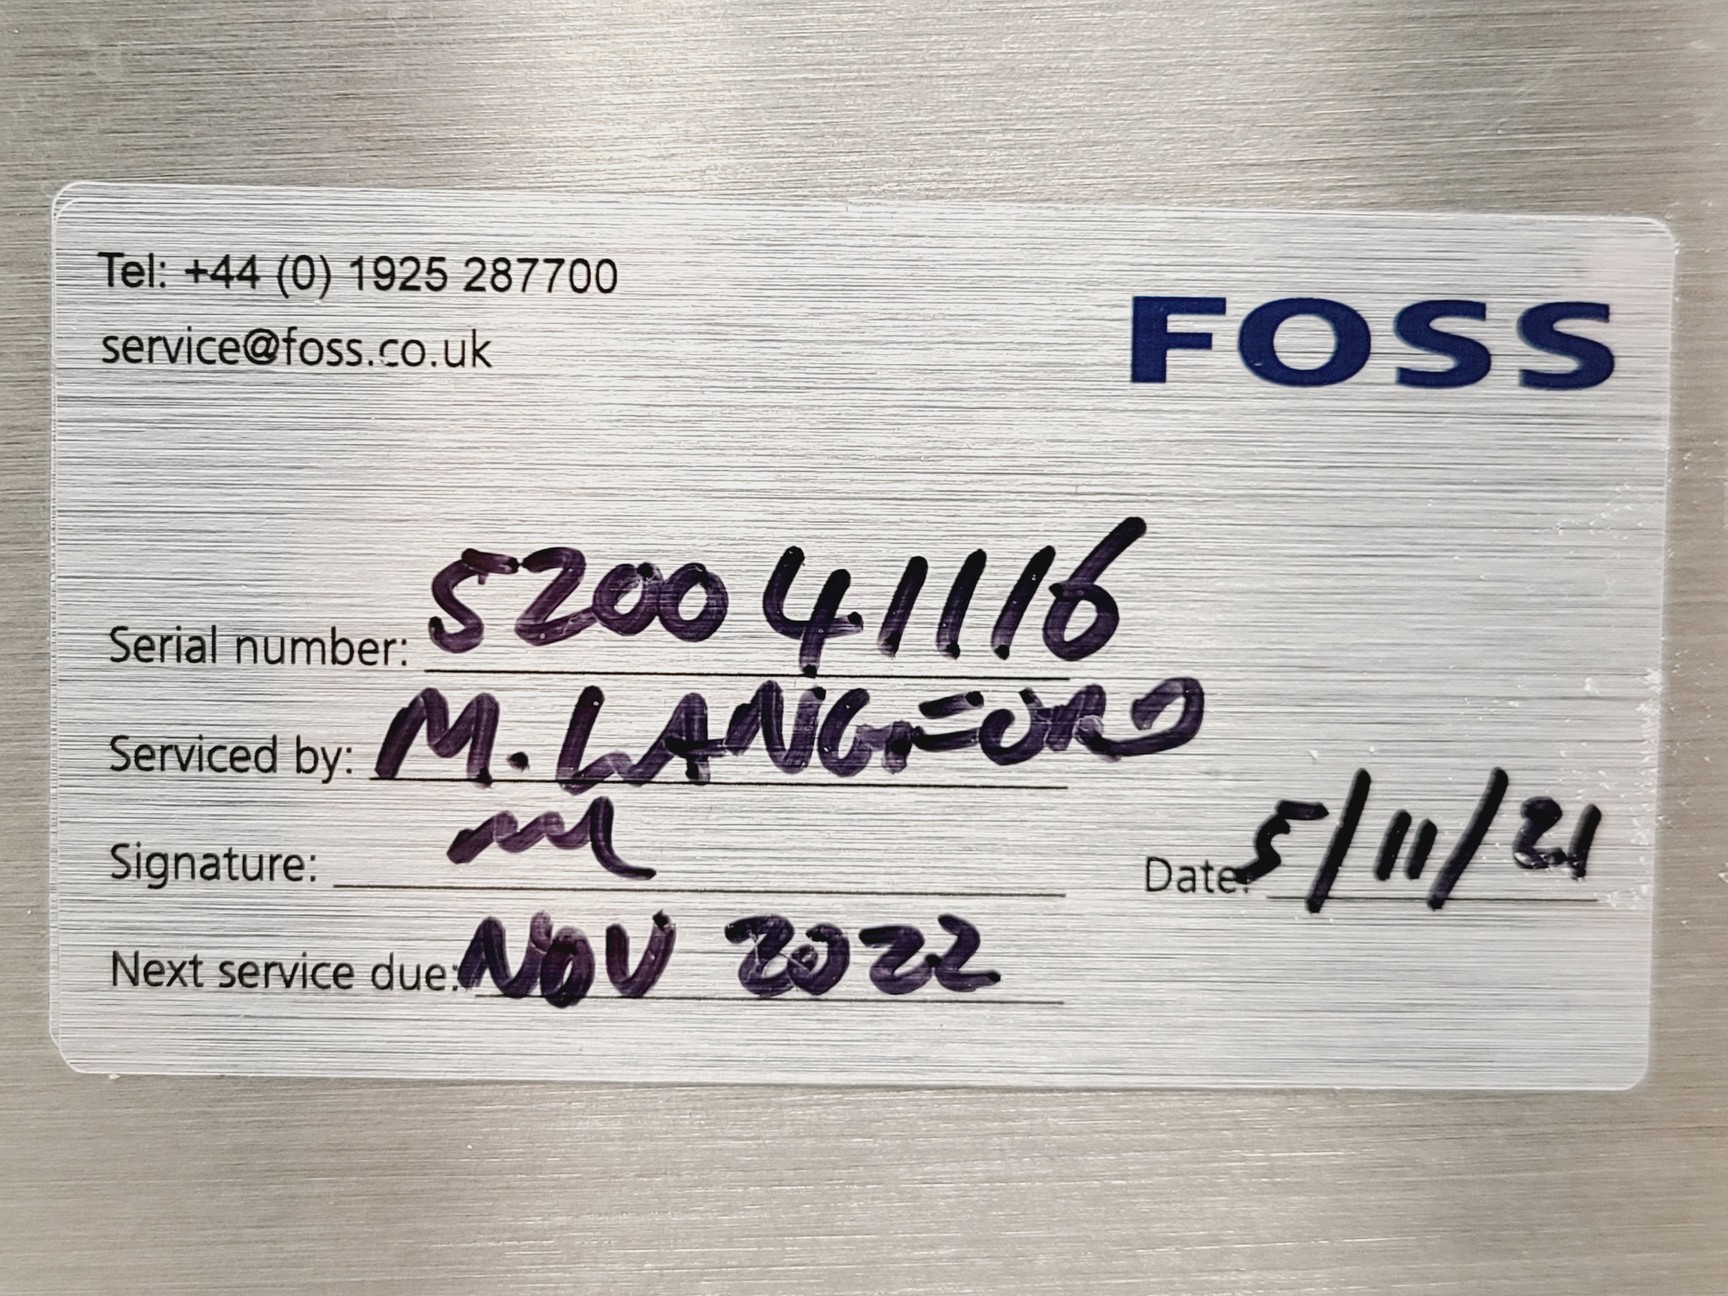 Tel: +44 (0) 1925 287700
service@foss.co.uk
FOSS
Serial number: 520041116
Serviced by: M. LANGFORD
Signature:
Date: 5/11/21
Next service due: NOV 2022